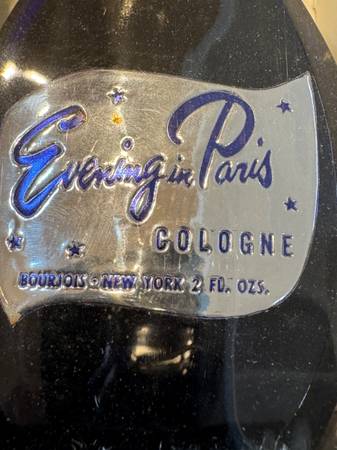 Evening in Paris
COLOGNE
BOURJOIS - NEW YORK 2 FL. OZS.